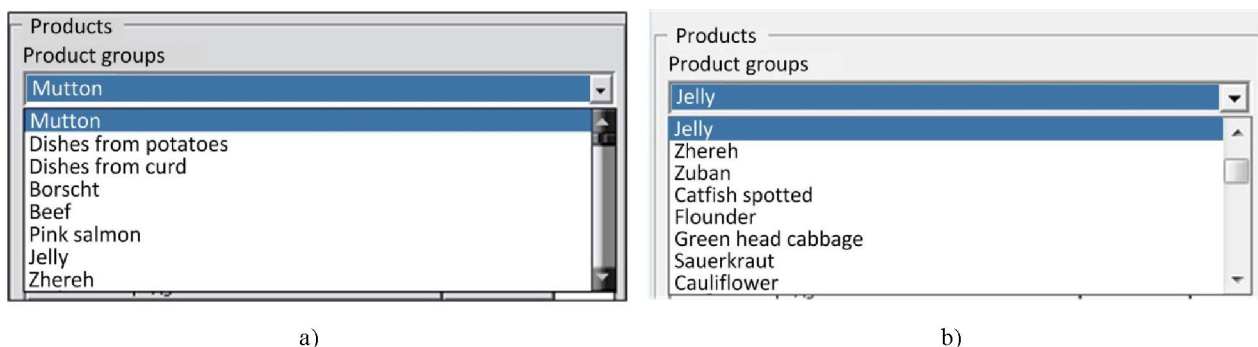 Products
Product groups
Mutton
Mutton
Dishes from potatoes
Dishes from curd
Borscht
Beef
Pink salmon
Jelly
Zhereh
a)
Products
Product groups
Jelly
Jelly
Zhereh
Zuban
Catfish spotted
Flounder
Green head cabbage
Sauerkraut
Cauliflower
b)